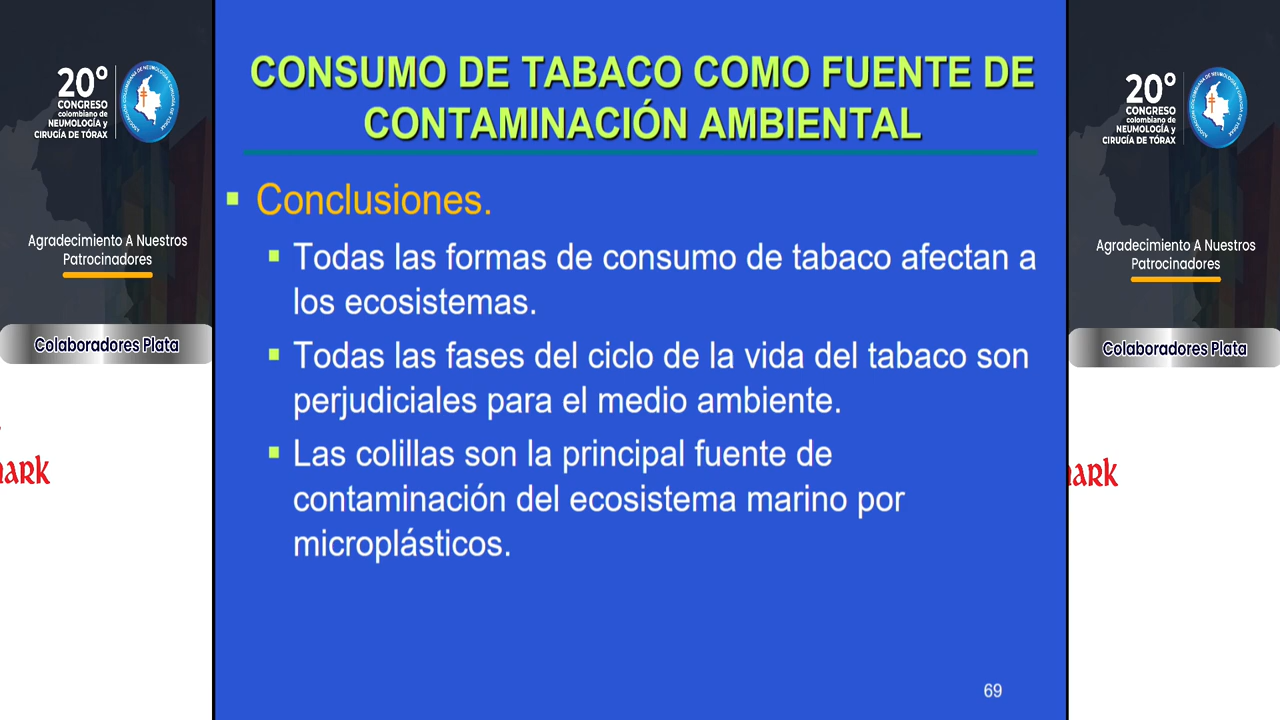 20°
CONGRESO
colombiano de
NEUMOLOGÍA y
CIRUGÍA DE TÓRAX
Agradecimiento A Nuestros
Patrocinadores
Colaboradores Plata
CONSUMO DE TABACO COMO FUENTE DE
CONTAMINACIÓN AMBIENTAL
Conclusiones.
Todas las formas de consumo de tabaco afectan a
los ecosistemas.
Todas las fases del ciclo de la vida del tabaco son
perjudiciales para el medio ambiente.
Las colillas son la principal fuente de
contaminación del ecosistema marino por
microplásticos.
69
20°
CONGRESO
colombiano de
NEUMOLOGÍA y
CIRUGÍA DE TÓRAX
Agradecimiento A Nuestros
Patrocinadores
Colaboradores Plata